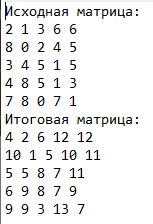 Исходная матрица:
2 1 3 6 6
8 0 2 4 5
3 4 5 1 5
4 8 5 1 3
7 8 0 7 1
Итоговая матрица:
4 2 6 12 12
10 1 5 10 11
5 5 8 7 11
6 9 8 7 9
9 9 3 13 7